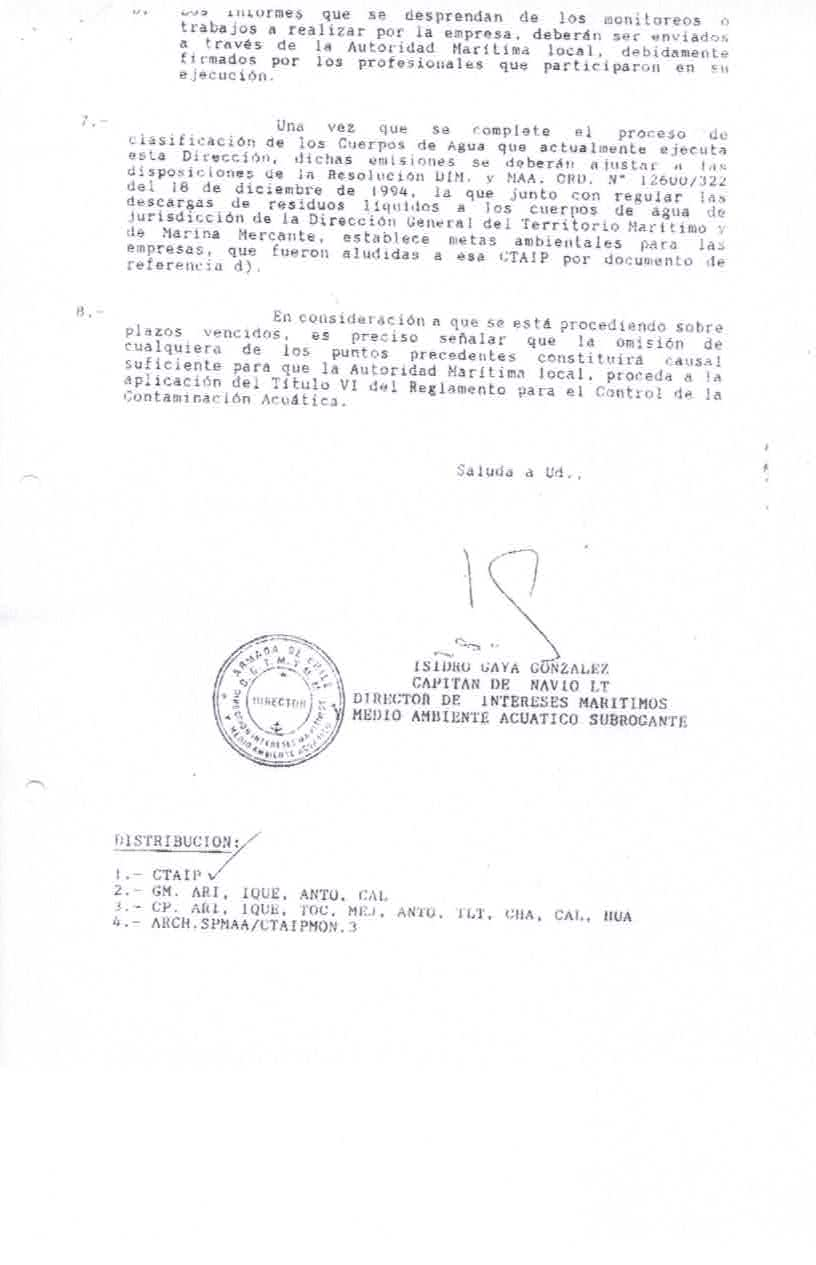 informes que se desprendan de los monitoreos o
trabajos a realizar por la empresa, deberán ser enviados
a través de la Autoridad Marítima local, debidamente
firmados por los profesionales que participaron en su
ejecución.
7.- Una vez que se complete el proceso de
clasificación de los Cuerpos de Agua que actualmente ejecuta
esta Dirección, dichas emisiones se deberán ajustar a las
disposiciones de la Resolución DIM. y MAA. ORD. N° 12600/322
del 18 de diciembre de 1994, la que junto con regular las
descargas de residuos líquidos a los cuerpos de agua de
jurisdicción de la Dirección General del Territorio Marítimo y
de Marina Mercante, establece metas ambientales para las
empresas, que fueron aludidas a esa CTAIP por documento de
referencia d).
8.- En consideración a que se está procediendo sobre
plazos vencidos, es preciso señalar que la omisión de
cualquiera de los puntos precedentes constituirá causal
suficiente para que la Autoridad Marítima local, proceda a la
aplicación del Título VI del Reglamento para el Control de la
Contaminación Acuática.
Saluda a Ud.,
ARMADA DE CHILE
D. G. T. M. Y M. M.
DIRECTOR
DIRECCION INTERESES MARITIMOS
Y MEDIO AMBIENTE ACUATICO
ISIDRO GAYA GONZALEZ
CAPITAN DE NAVIO LT
DIRECTOR DE INTERESES MARITIMOS
MEDIO AMBIENTE ACUATICO SUBROGANTE
DISTRIBUCION:
1.- CTAIP
2.- GM. ARI, IQUE, ANTO, CAL
3.- CP. ARI, IQUE, TOC, MEJ, ANTO, TLT, CHA, CAL, HUA
4.- ARCH.SPMAA/CTAIPMON.3